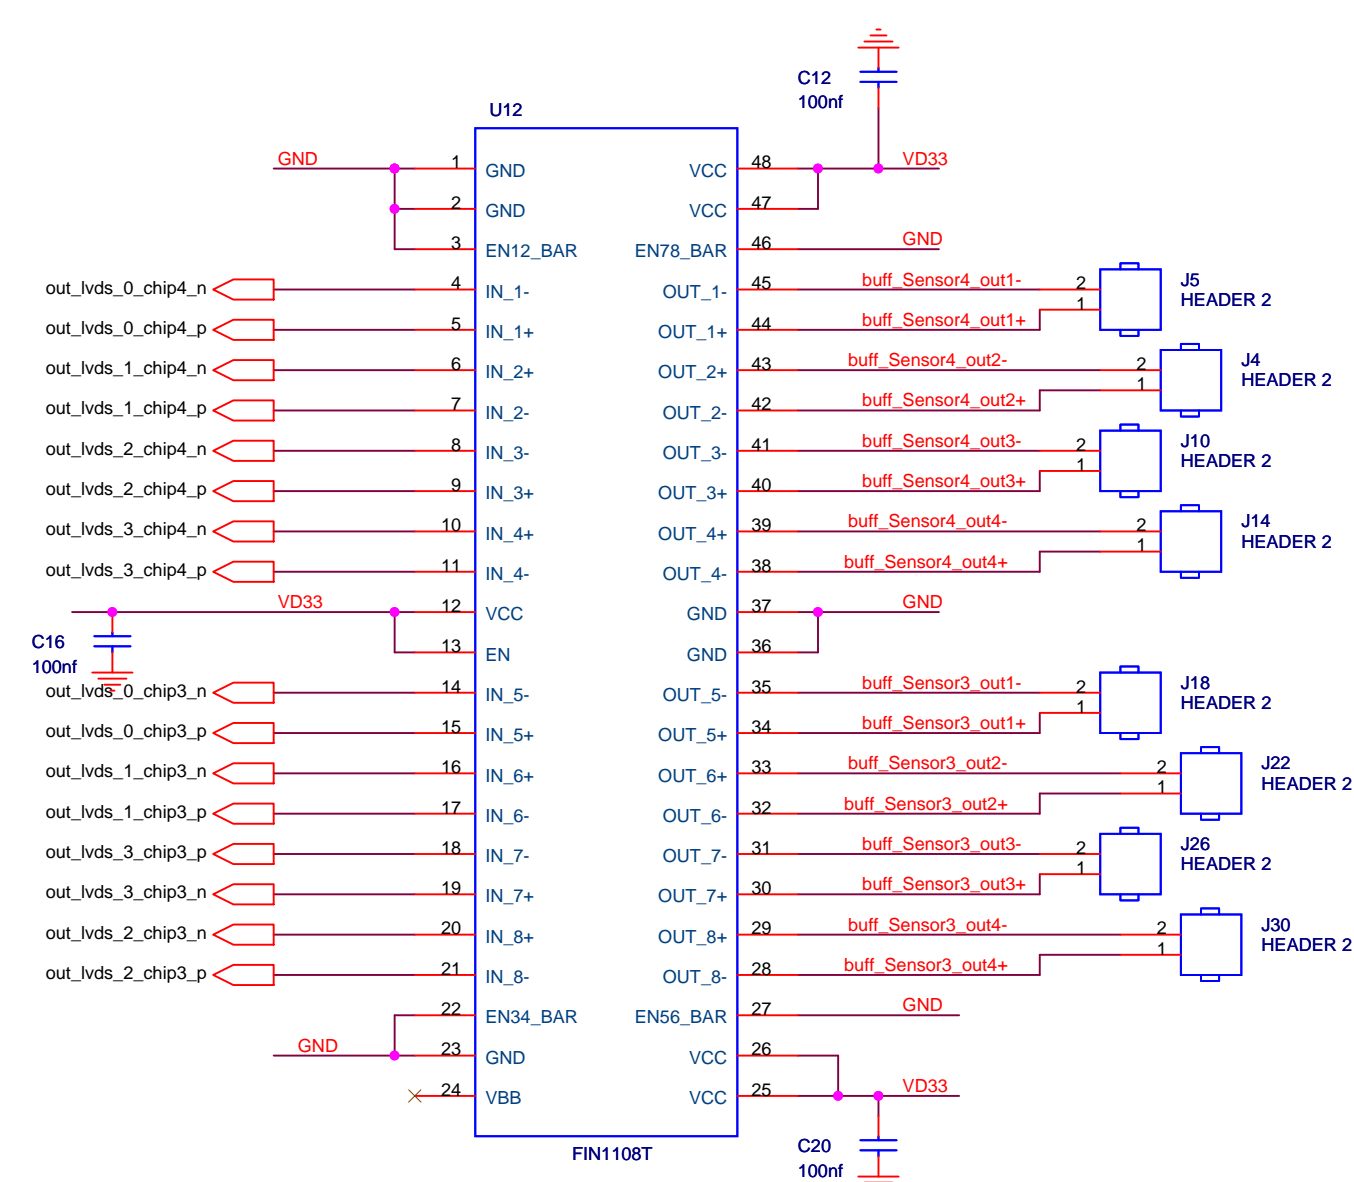 C12
100nf
U12
GND 1 GND VCC 48 VD33
2 GND VCC 47
3 EN12_BAR EN78_BAR 46 GND
out_lvds_0_chip4_n 4 IN_1- OUT_1- 45 buff_Sensor4_out1- 2 J5
HEADER 2
out_lvds_0_chip4_p 5 IN_1+ OUT_1+ 44 buff_Sensor4_out1+ 1
out_lvds_1_chip4_n 6 IN_2+ OUT_2+ 43 buff_Sensor4_out2- 2 J4
HEADER 2
out_lvds_1_chip4_p 7 IN_2- OUT_2- 42 buff_Sensor4_out2+ 1
out_lvds_2_chip4_n 8 IN_3- OUT_3- 41 buff_Sensor4_out3- 2 J10
HEADER 2
out_lvds_2_chip4_p 9 IN_3+ OUT_3+ 40 buff_Sensor4_out3+ 1
out_lvds_3_chip4_n 10 IN_4+ OUT_4+ 39 buff_Sensor4_out4- 2 J14
HEADER 2
out_lvds_3_chip4_p 11 IN_4- OUT_4- 38 buff_Sensor4_out4+ 1
VD33 12 VCC GND 37 GND
C16
100nf
13 EN GND 36
out_lvds_0_chip3_n 14 IN_5- OUT_5- 35 buff_Sensor3_out1- 2 J18
HEADER 2
out_lvds_0_chip3_p 15 IN_5+ OUT_5+ 34 buff_Sensor3_out1+ 1
out_lvds_1_chip3_n 16 IN_6+ OUT_6+ 33 buff_Sensor3_out2- 2 J22
HEADER 2
out_lvds_1_chip3_p 17 IN_6- OUT_6- 32 buff_Sensor3_out2+ 1
out_lvds_3_chip3_p 18 IN_7- OUT_7- 31 buff_Sensor3_out3- 2 J26
HEADER 2
out_lvds_3_chip3_n 19 IN_7+ OUT_7+ 30 buff_Sensor3_out3+ 1
out_lvds_2_chip3_n 20 IN_8+ OUT_8+ 29 buff_Sensor3_out4- 2 J30
HEADER 2
out_lvds_2_chip3_p 21 IN_8- OUT_8- 28 buff_Sensor3_out4+ 1
22 EN34_BAR EN56_BAR 27 GND
GND 23 GND VCC 26
24 VBB VCC 25 VD33
FIN1108T
C20
100nf